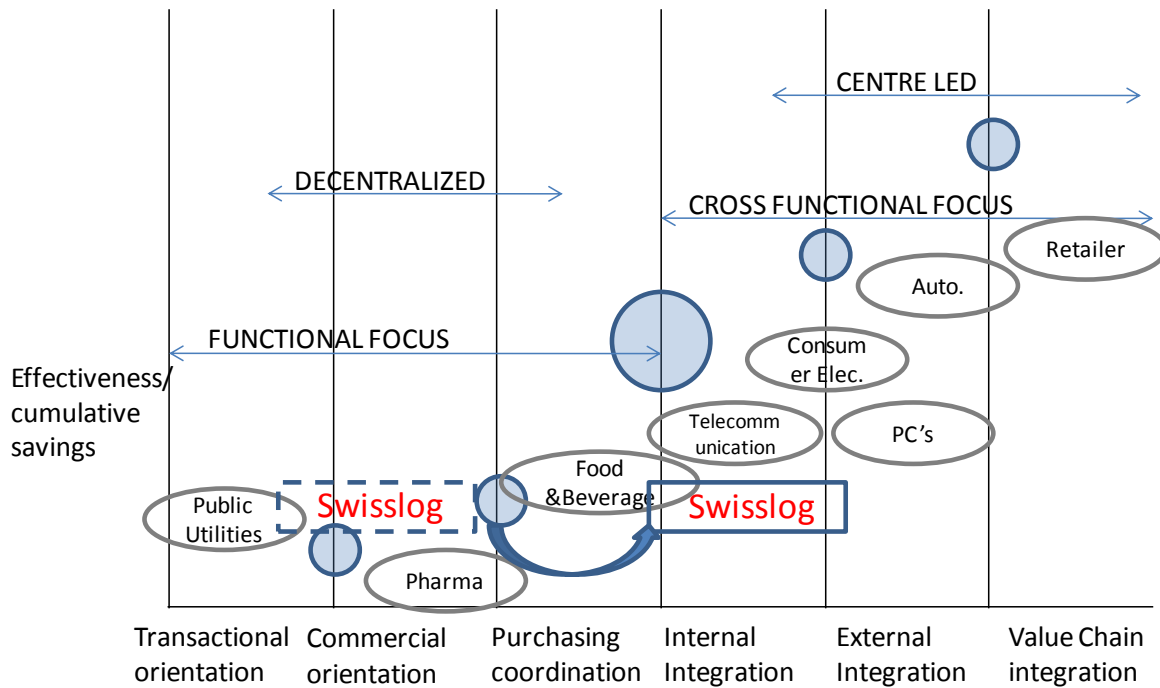 CENTRE LED
DECENTRALIZED
CROSS FUNCTIONAL FOCUS
Retailer
Auto.
FUNCTIONAL FOCUS
Consum
er Elec.
Effectiveness/
cumulative
savings
Telecomm
unication
PC's
Food
&Beverage
Public
Utilities
Swisslog
Swisslog
Pharma
Transactional
orientation
Commercial
orientation
Purchasing
coordination
Internal
Integration
External
Integration
Value Chain
integration